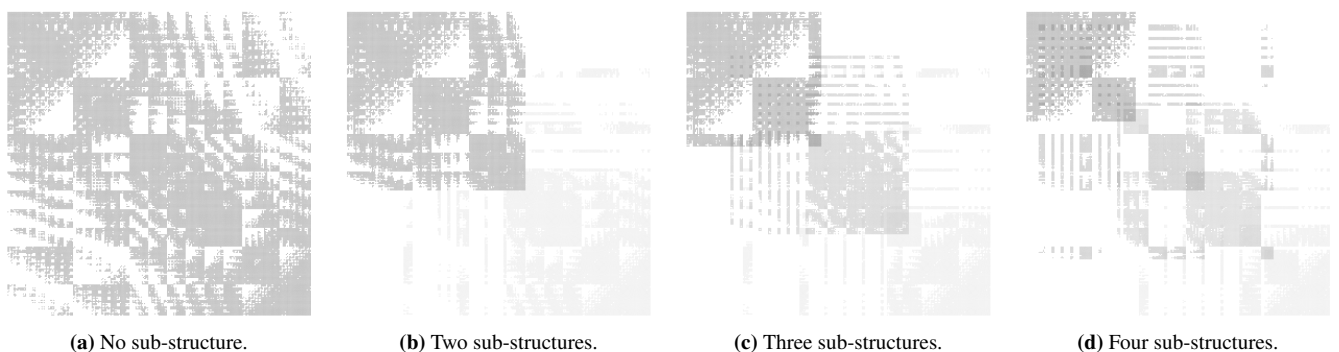 (a) No sub-structure.
(b) Two sub-structures.
(c) Three sub-structures.
(d) Four sub-structures.